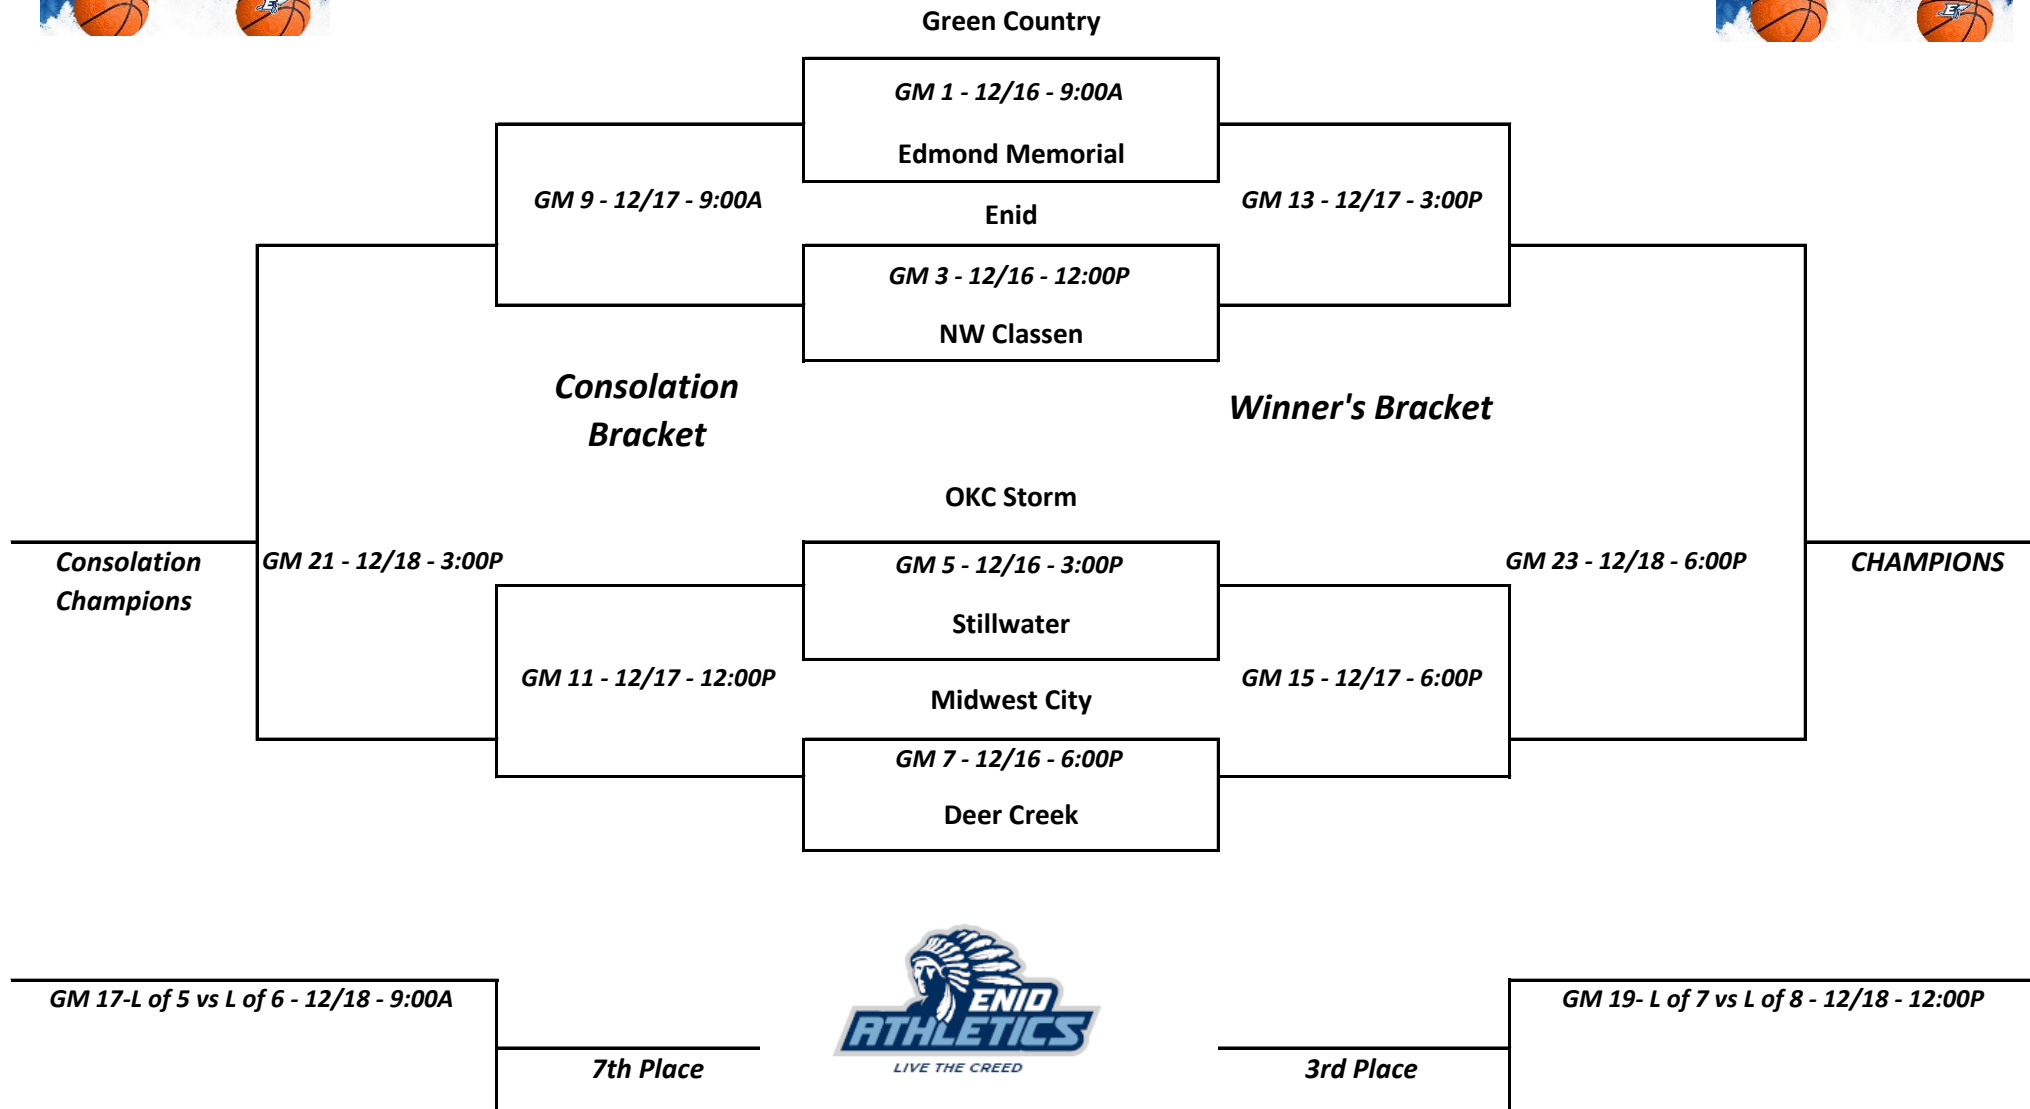 Green Country
GM 1 - 12/16 - 9:00A
Edmond Memorial
GM 9 - 12/17 - 9:00A
Enid
GM 13 - 12/17 - 3:00P
GM 3 - 12/16 - 12:00P
NW Classen
Consolation
Bracket
Winner's Bracket
OKC Storm
Consolation
Champions
GM 21 - 12/18 - 3:00P
GM 5 - 12/16 - 3:00P
GM 23 - 12/18 - 6:00P
CHAMPIONS
Stillwater
GM 11 - 12/17 - 12:00P
Midwest City
GM 15 - 12/17 - 6:00P
GM 7 - 12/16 - 6:00P
Deer Creek
GM 17-L of 5 vs L of 6 - 12/18 - 9:00A
ENID
ATHLETICS
LIVE THE CREED
GM 19- L of 7 vs L of 8 - 12/18 - 12:00P
7th Place
3rd Place